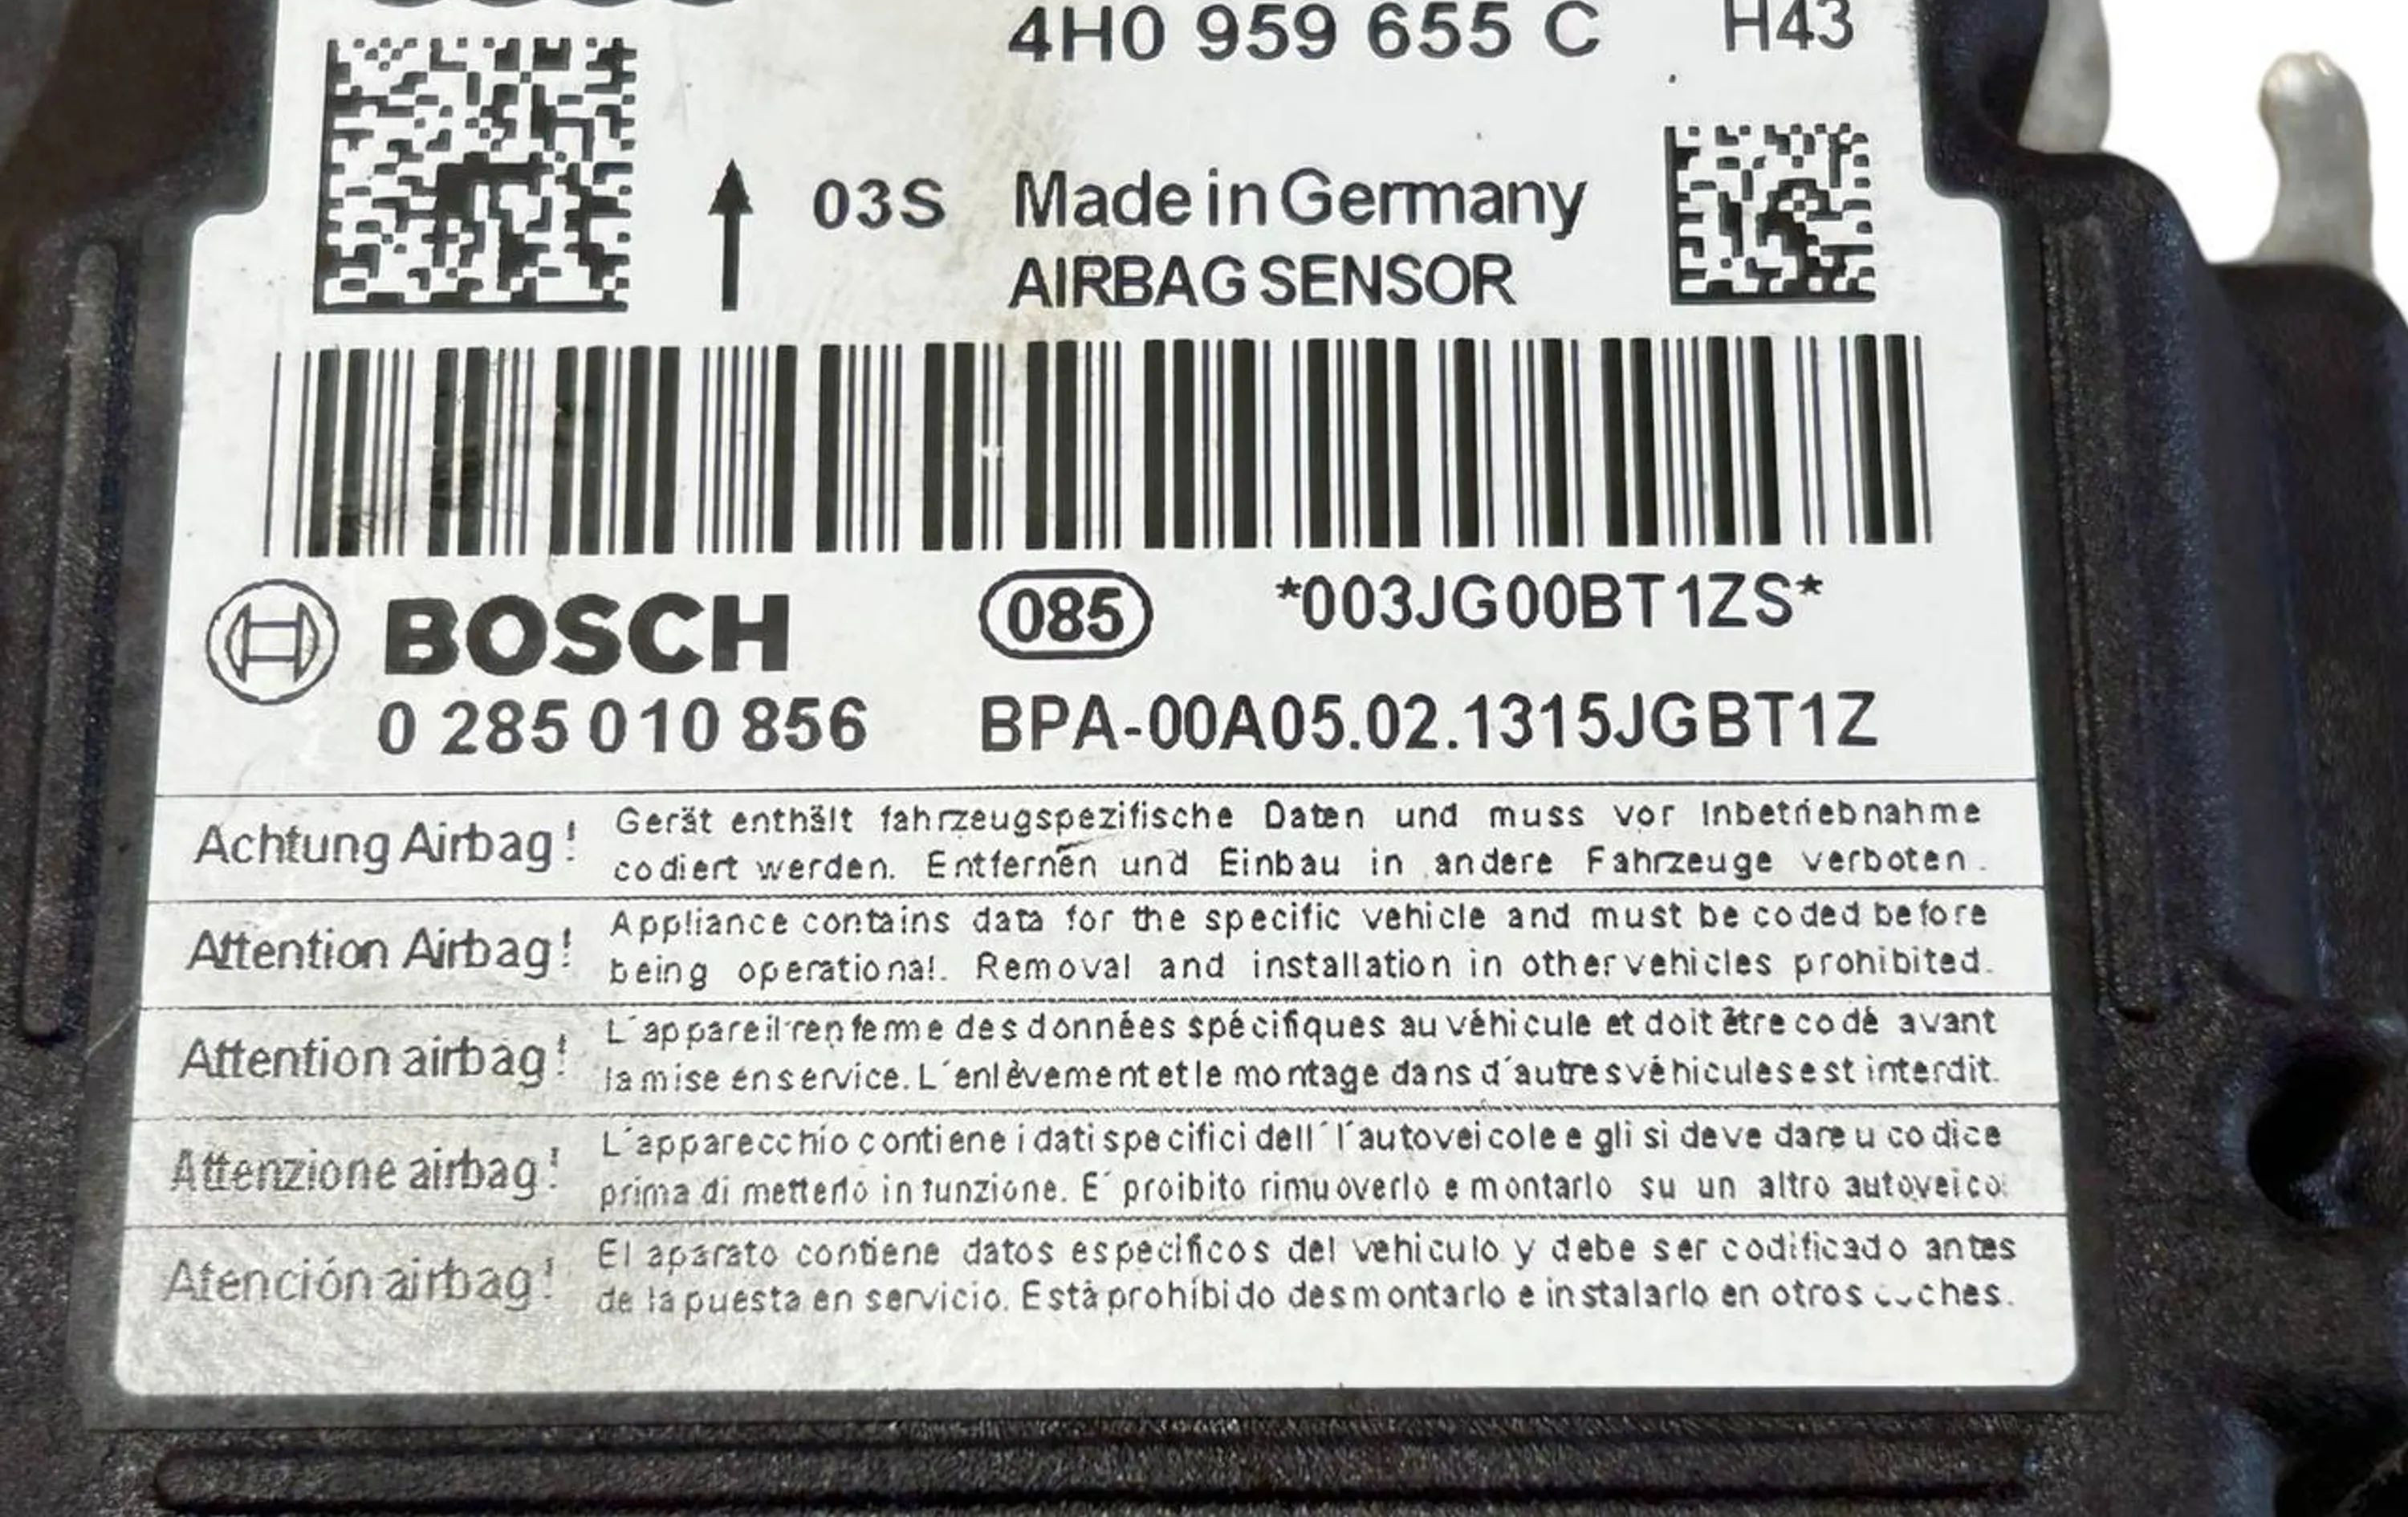 4H0 959 655 C H43
03S Made in Germany
AIRBAG SENSOR
BOSCH 085 *003JG00BT1ZS*
0 285 010 856 BPA-00A05.02.1315JGBT1Z
Achtung Airbag! Gerät enthält fahrzeugspezifische Daten und muss vor Inbetriebnahme
codiert werden. Entfernen und Einbau in andere Fahrzeuge verboten.
Attention Airbag! Appliance contains data for the specific vehicle and must be coded before
being operational. Removal and installation in other vehicles prohibited.
Attention airbag! L´appareil renferme des données spécifiques au véhicule et doit être codé avant
la mise en service. L´enlèvement et le montage dans d´autres véhicules est interdit.
Attenzione airbag! L´apparecchio contiene i dati specifici dell´l´autoveicole e gli si deve dare u codice
prima di metterlo in funzione. E´ proibito rimuoverlo e montarlo su un altro
Atención airbag! El aparato contiene datos especificos del vehiculo y debe ser codificado antes
de la puesta en servicio. Está prohibido desmontarlo e instalarlo en otros